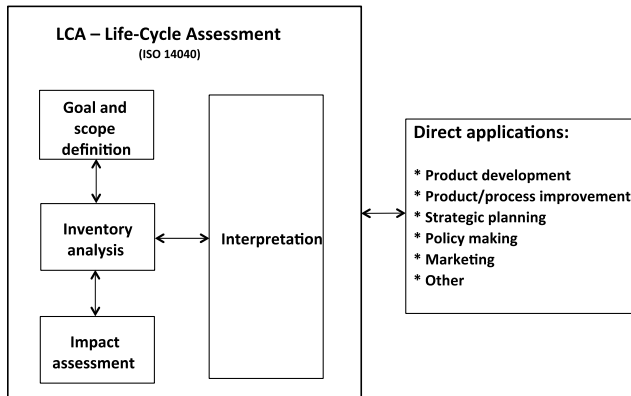 LCA – Life-Cycle Assessment
(ISO 14040)
Goal and
scope
definition
Inventory
analysis
Impact
assessment
Interpretation
Direct applications:
* Product development
* Product/process improvement
* Strategic planning
* Policy making
* Marketing
* Other